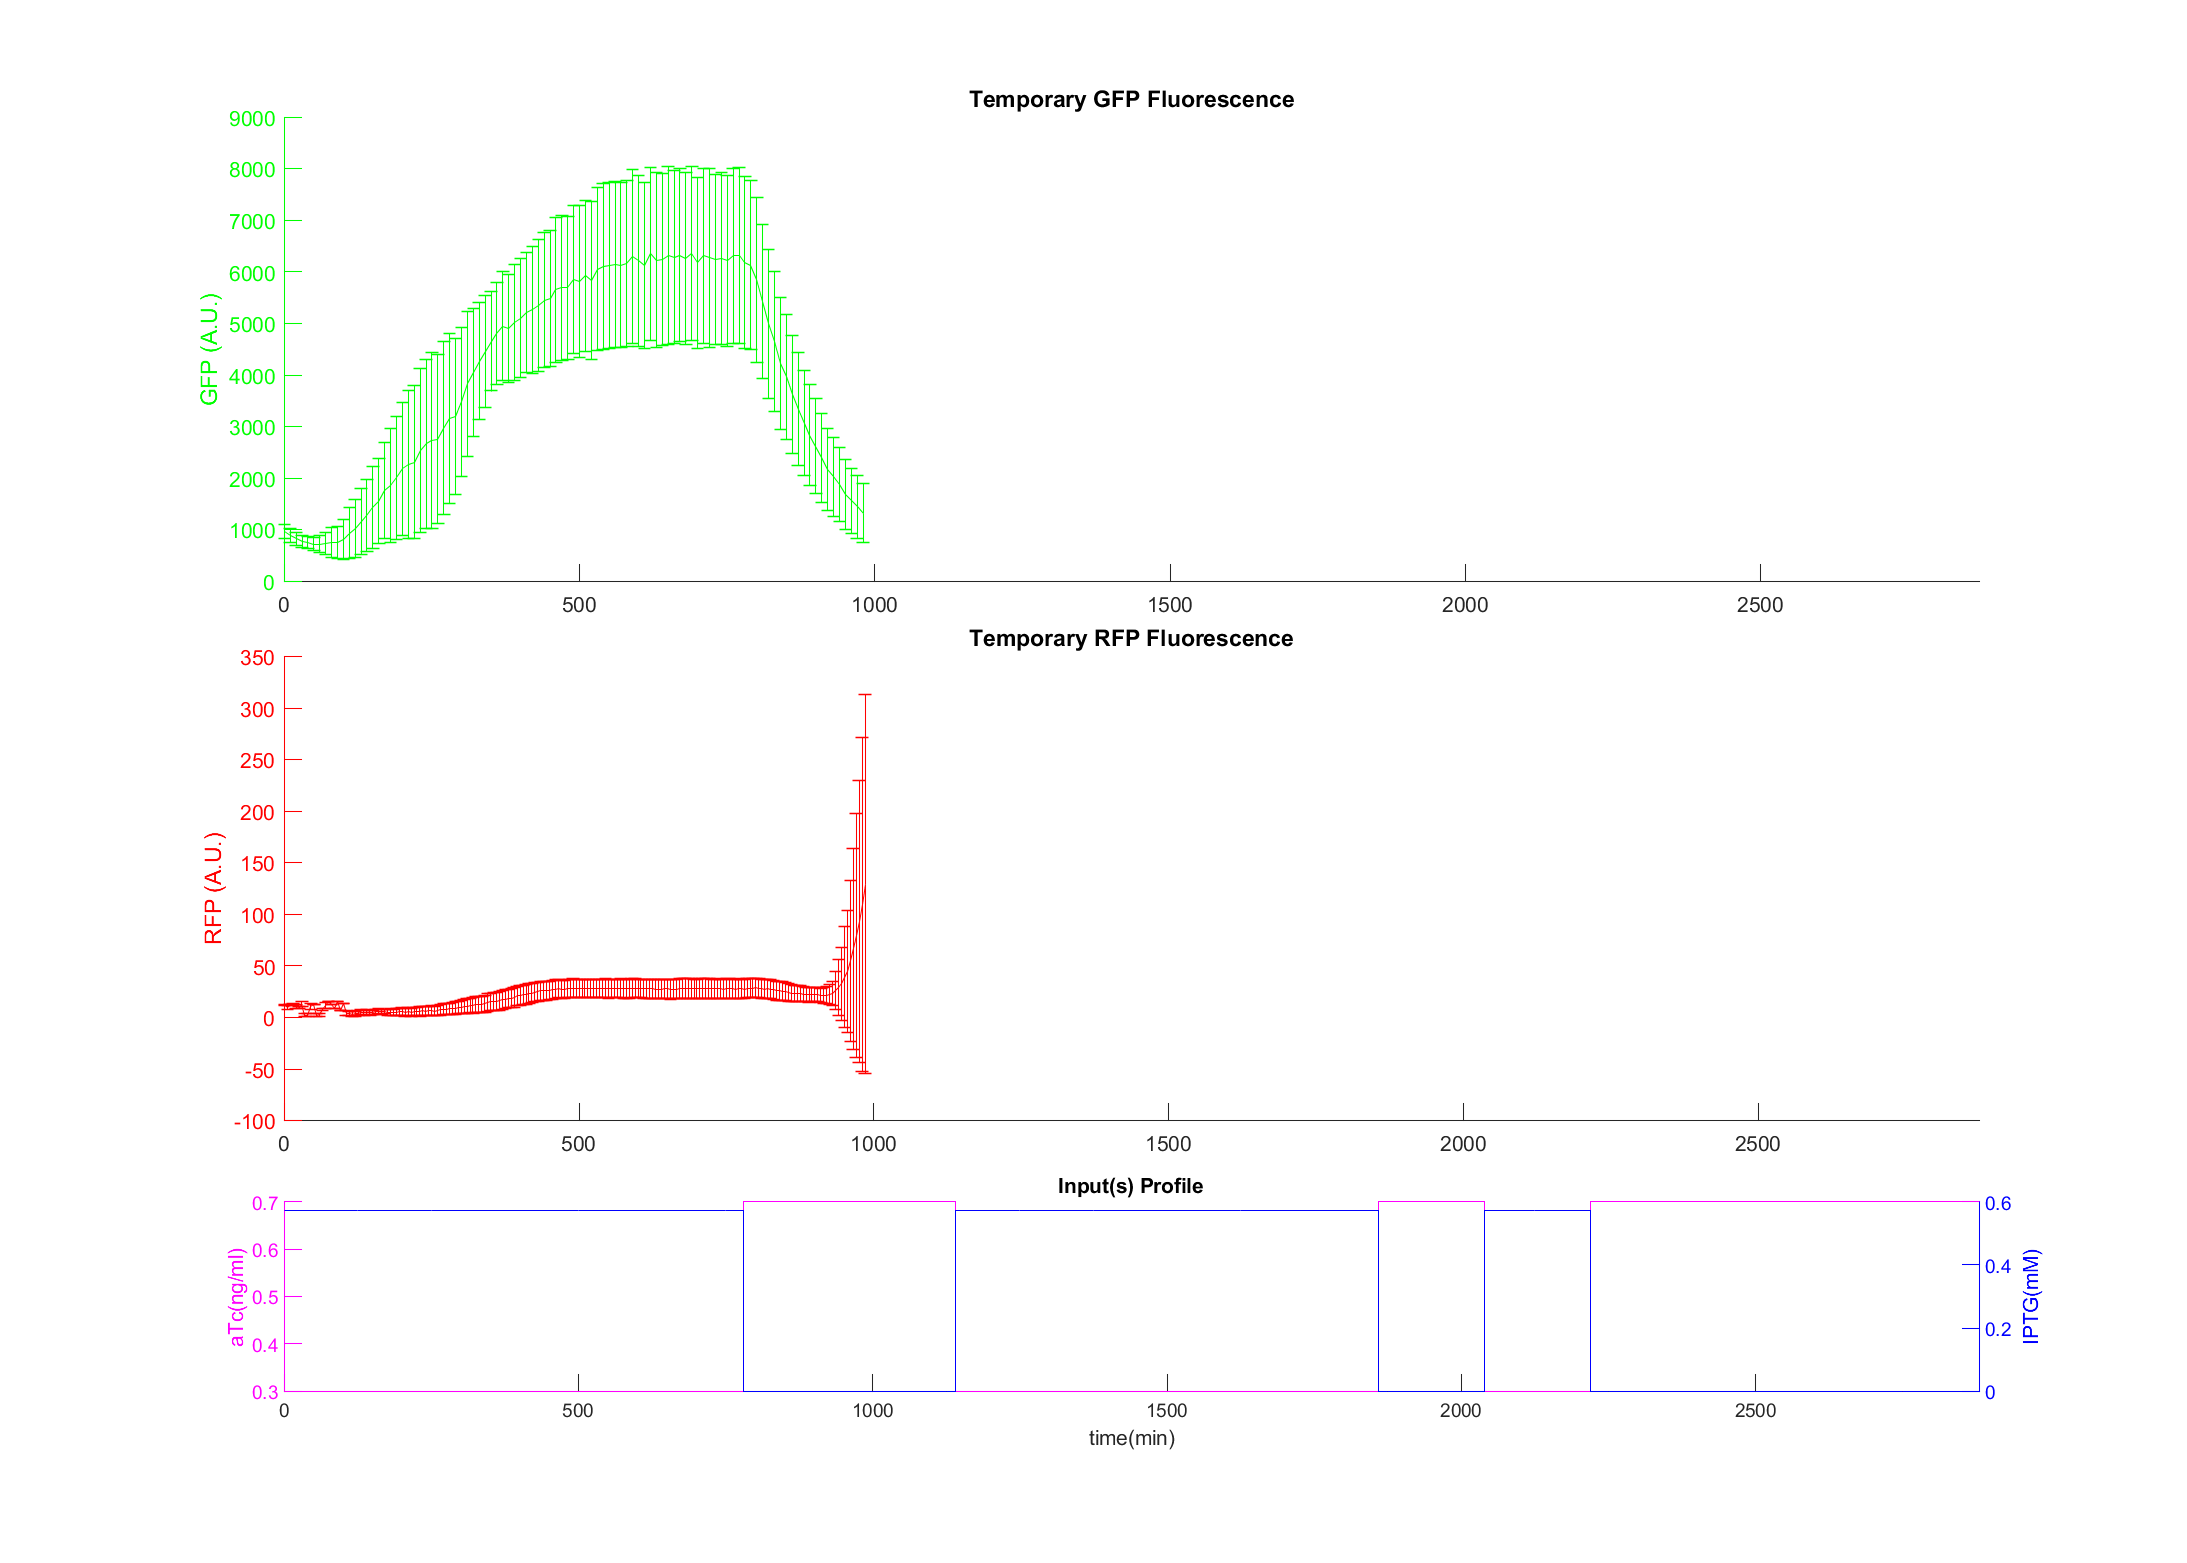 Temporary GFP Fluorescence
9000
8000
7000
6000
5000
4000
3000
2000
1000
0
GFP (A.U.)
0 500 1000 1500 2000 2500
Temporary RFP Fluorescence
350
300
250
200
150
100
50
0
-50
-100
RFP (A.U.)
0 500 1000 1500 2000 2500
Input(s) Profile
0.7
0.6
0.5
0.4
0.3
aTc(ng/ml)
0.6
0.4
0.2
0
IPTG(mM)
0 500 1000 1500 2000 2500
time(min)